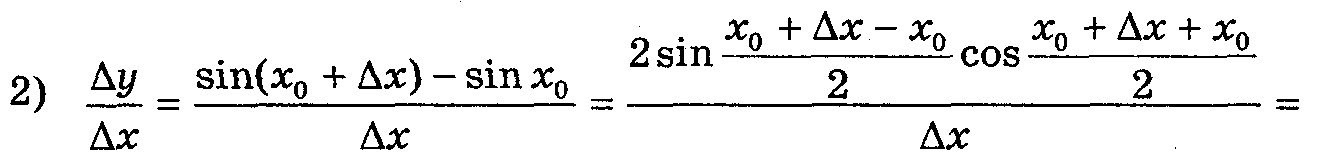 2) Δy/Δx = (sin(x₀ + Δx) − sin x₀)/Δx = (2 sin (x₀ + Δx − x₀)/2 cos (x₀ + Δx + x₀)/2)/Δx =